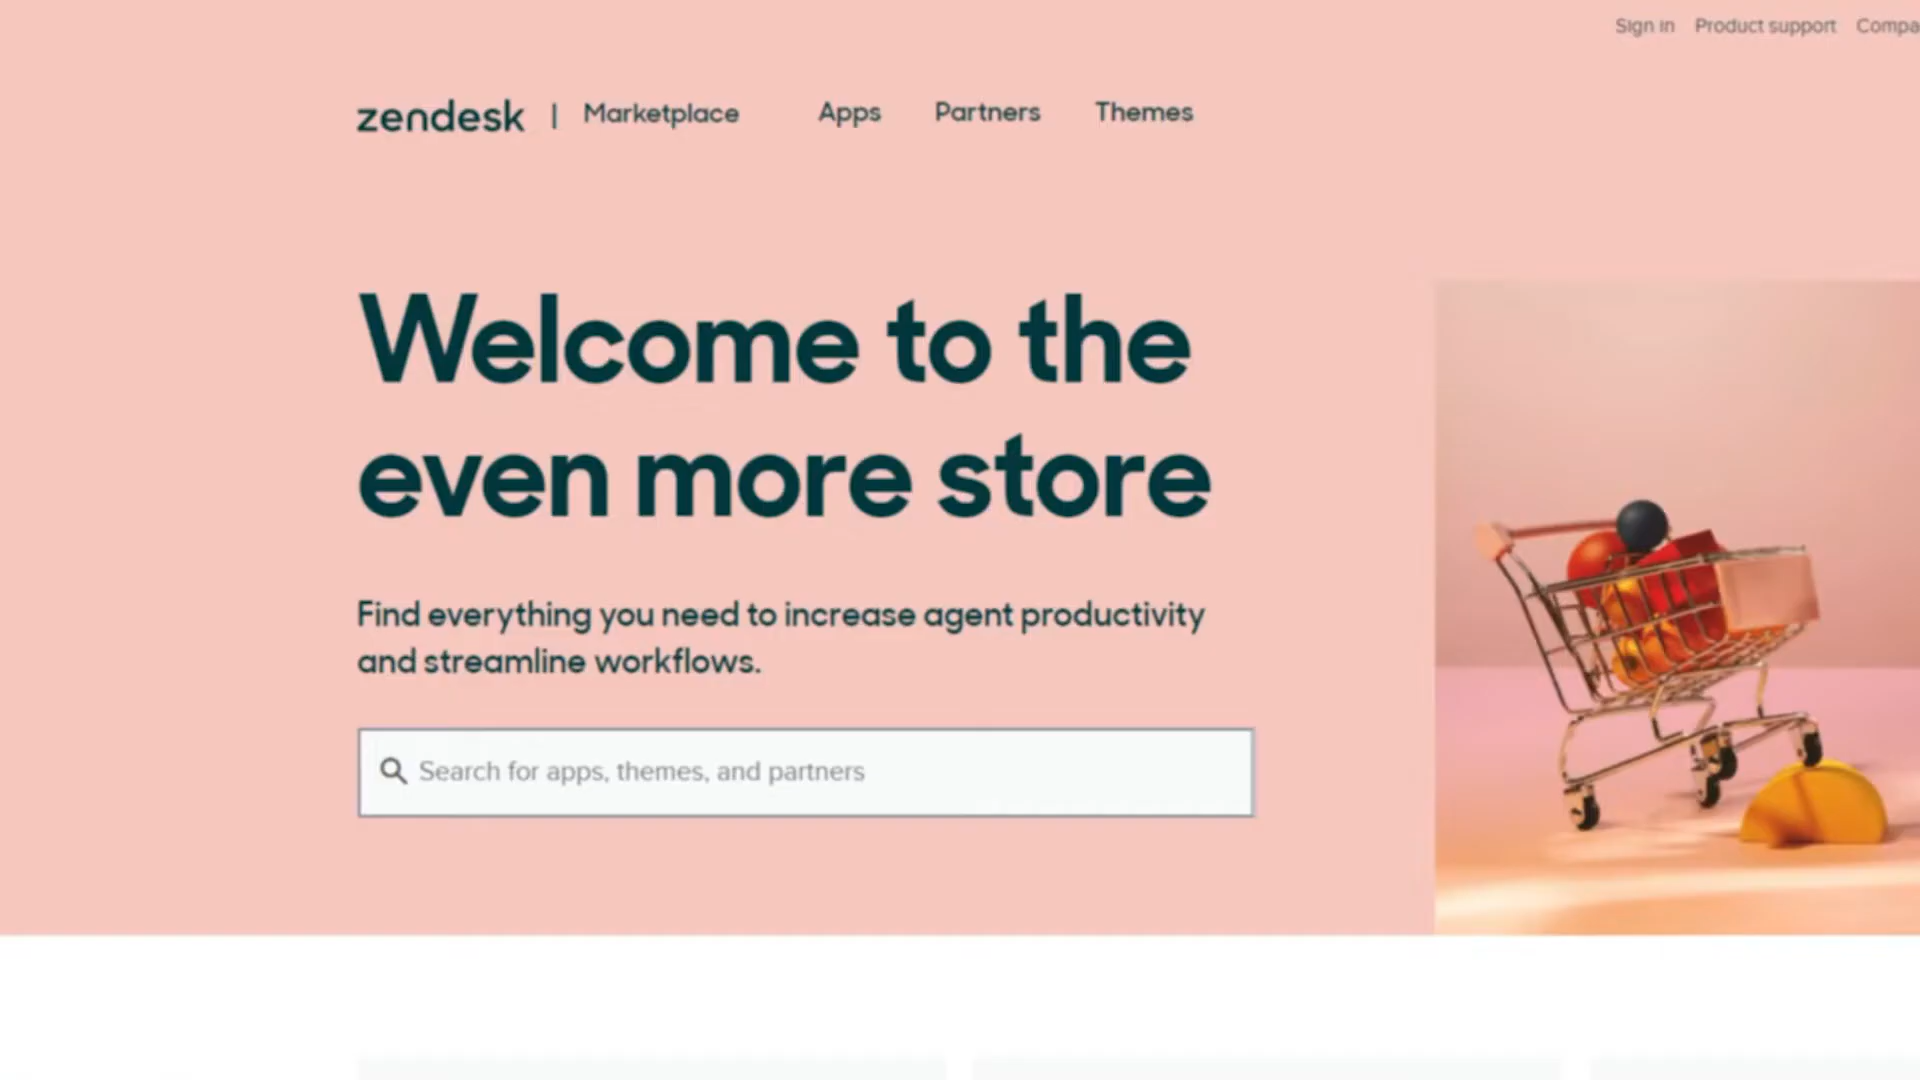 Sign in Product support
zendesk | Marketplace Apps Partners Themes
Welcome to the
even more store
Find everything you need to increase agent productivity
and streamline workflows.
Search for apps, themes, and partners